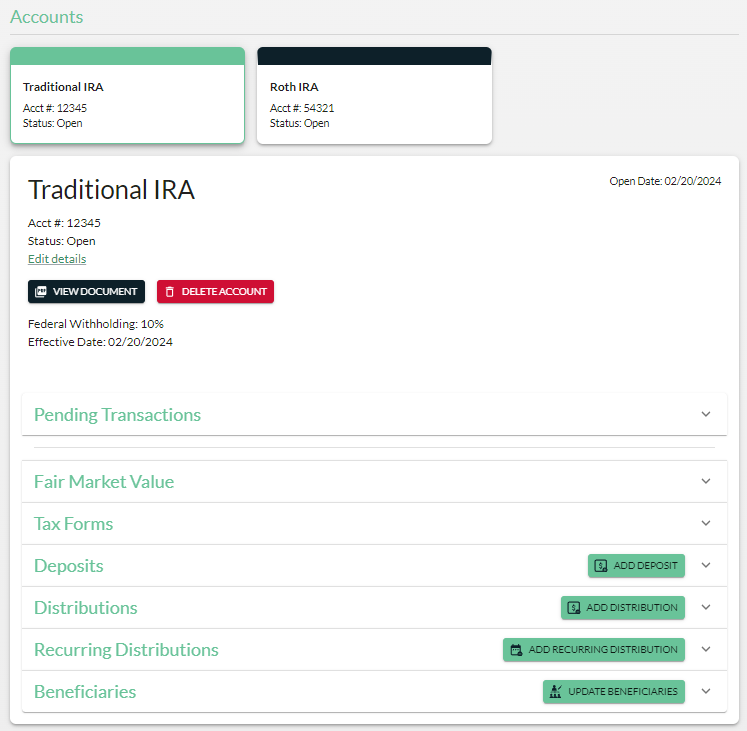 Accounts
Traditional IRA
Acct #: 12345
Status: Open
Roth IRA
Acct #: 54321
Status: Open
Traditional IRA
Open Date: 02/20/2024
Acct #: 12345
Status: Open
Edit details
VIEW DOCUMENT
DELETE ACCOUNT
Federal Withholding: 10%
Effective Date: 02/20/2024
Pending Transactions
Fair Market Value
Tax Forms
Deposits
ADD DEPOSIT
Distributions
ADD DISTRIBUTION
Recurring Distributions
ADD RECURRING DISTRIBUTION
Beneficiaries
UPDATE BENEFICIARIES